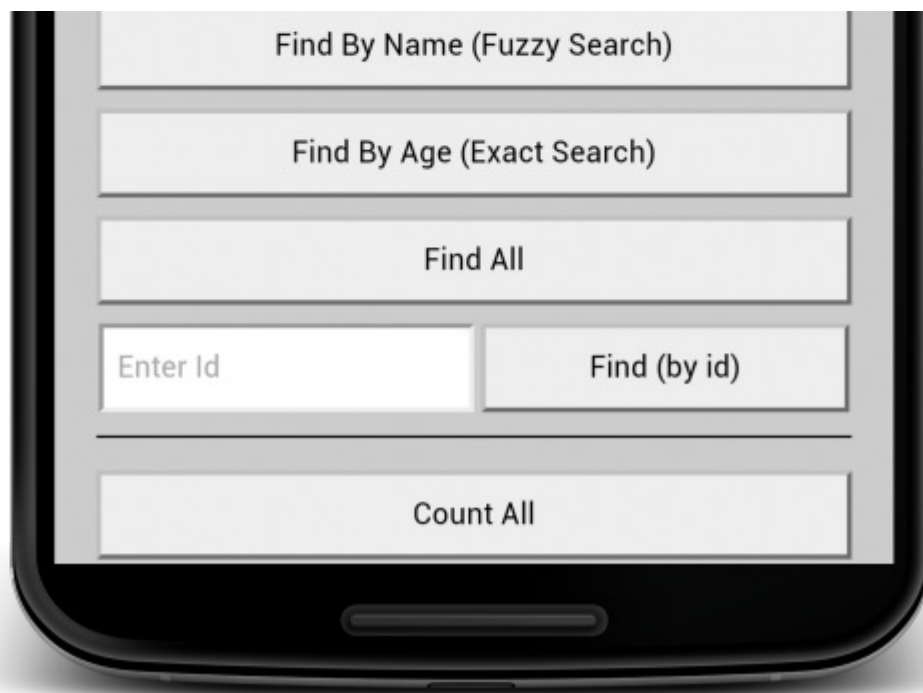 Find By Name (Fuzzy Search)
Find By Age (Exact Search)
Find All
Enter Id
Find (by id)
Count All